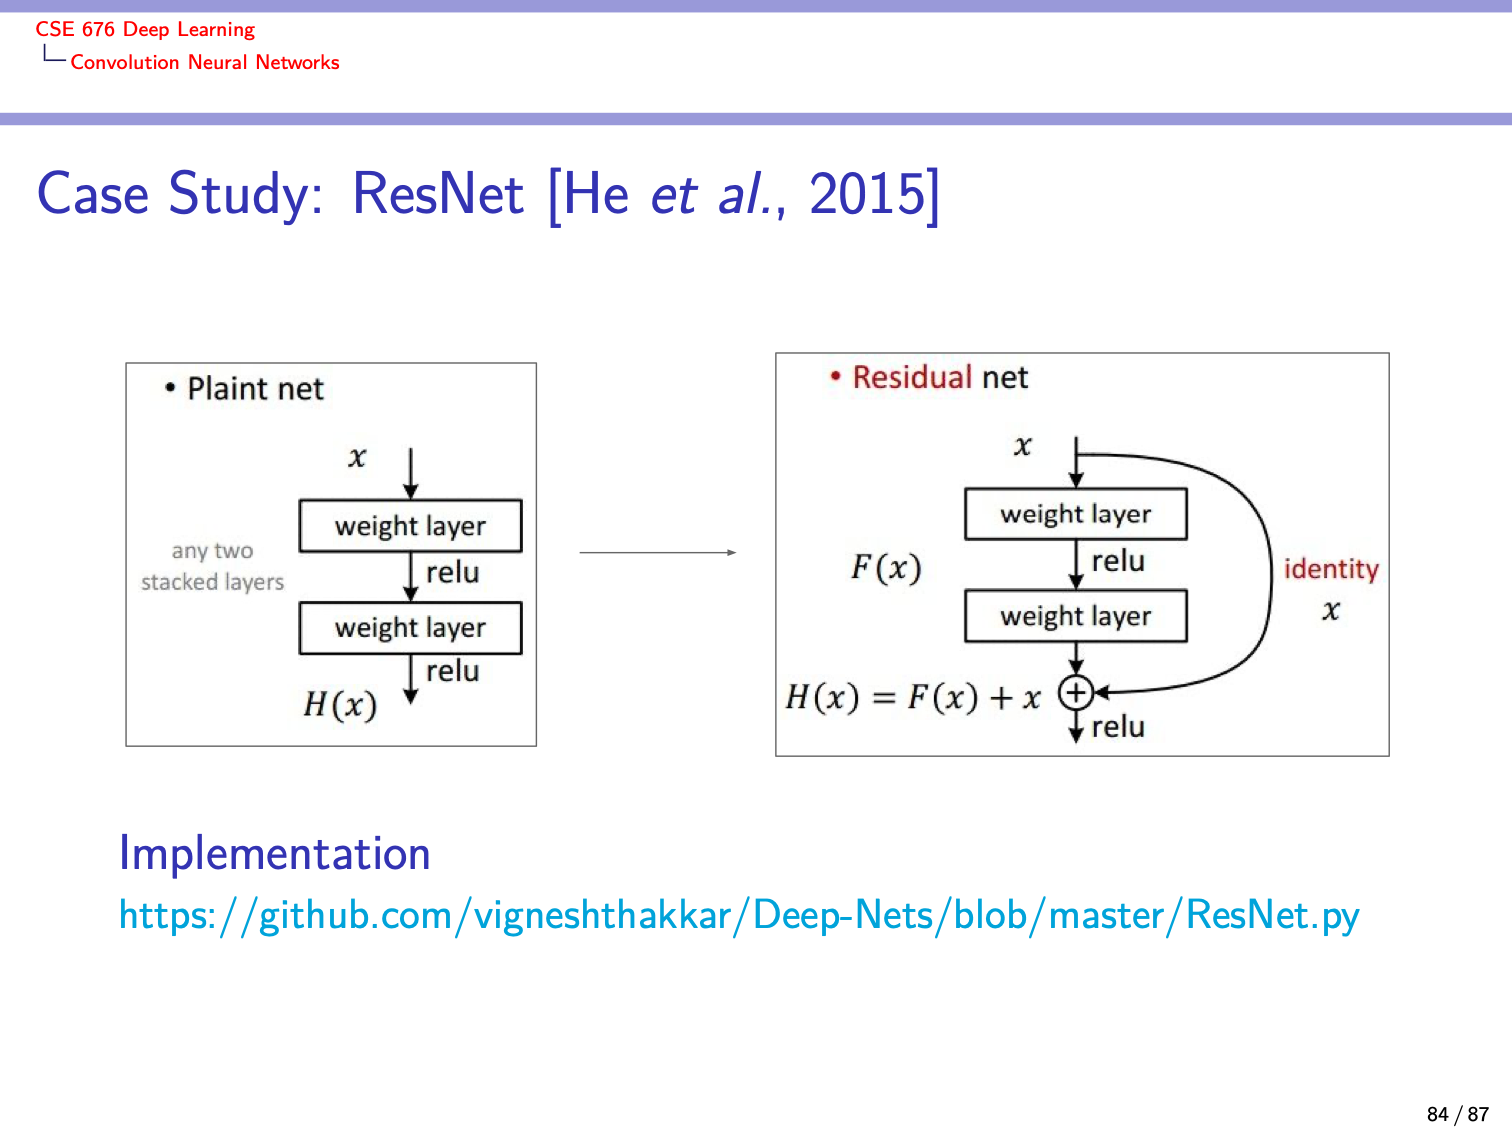 CSE 676 Deep Learning
Convolution Neural Networks
Case Study: ResNet [He et al., 2015]
• Plaint net
x
weight layer
any two
stacked layers
relu
weight layer
relu
H(x)
• Residual net
x
weight layer
F(x)
relu
identity
x
weight layer
H(x) = F(x) + x
relu
Implementation
https://github.com/vigneshthakkar/Deep-Nets/blob/master/ResNet.py
84 / 87